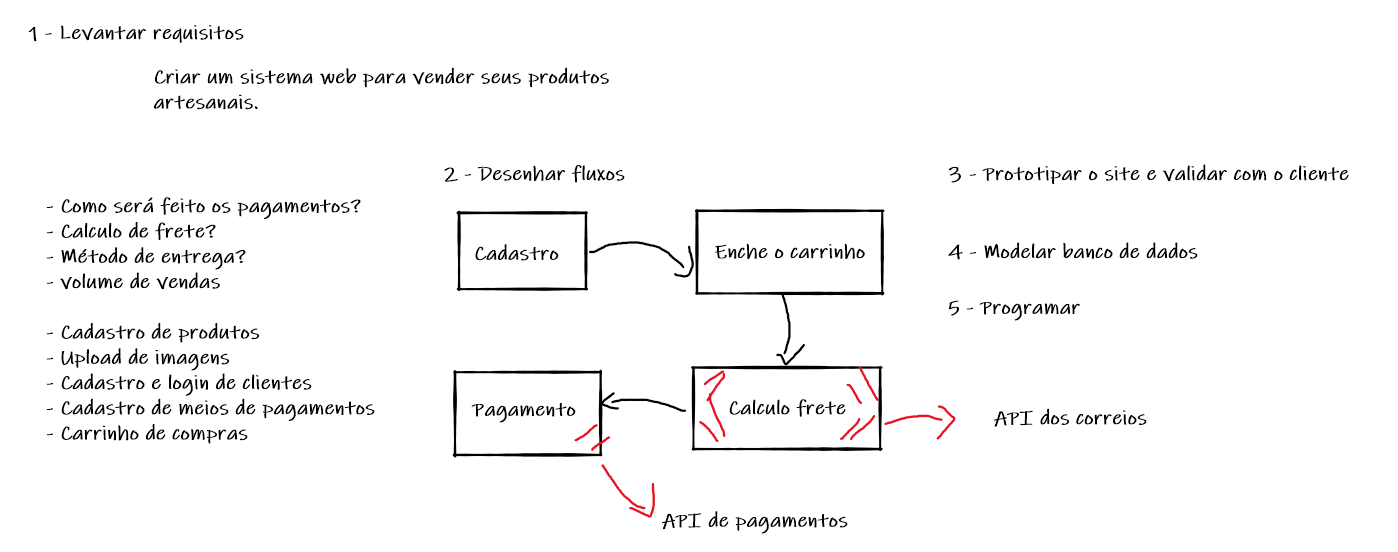 1 - Levantar requisitos
Criar um sistema web para vender seus produtos
artesanais.
- Como será feito os pagamentos?
- Calculo de frete?
- Método de entrega?
- Volume de vendas
- Cadastro de produtos
- Upload de imagens
- Cadastro e login de clientes
- Cadastro de meios de pagamentos
- Carrinho de compras
2 - Desenhar fluxos
Cadastro
Enche o carrinho
Calculo frete
Pagamento
API dos correios
API de pagamentos
3 - Prototipar o site e validar com o cliente
4 - Modelar banco de dados
5 - Programar